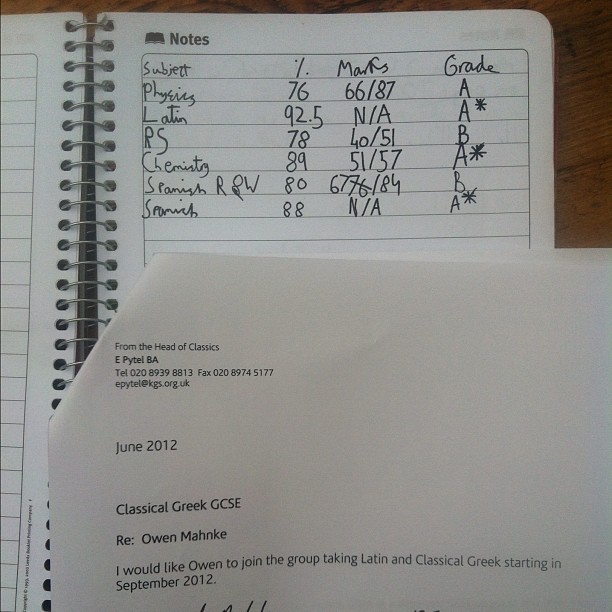 Notes
Subject % Marks Grade
Physics 76 66/87 A
Latin 92.5 N/A A*
RS 78 40/51 B
Chemistry 89 51/57 A*
Spanish R&W 80 67/84 B
Spanish 88 N/A A*
From the Head of Classics
E Pytel BA
Tel 020 8939 8813 Fax 020 8974 5177
epytel@kgs.org.uk
June 2012
Classical Greek GCSE
Re: Owen Mahnke
I would like Owen to join the group taking Latin and Classical Greek starting in
September 2012.